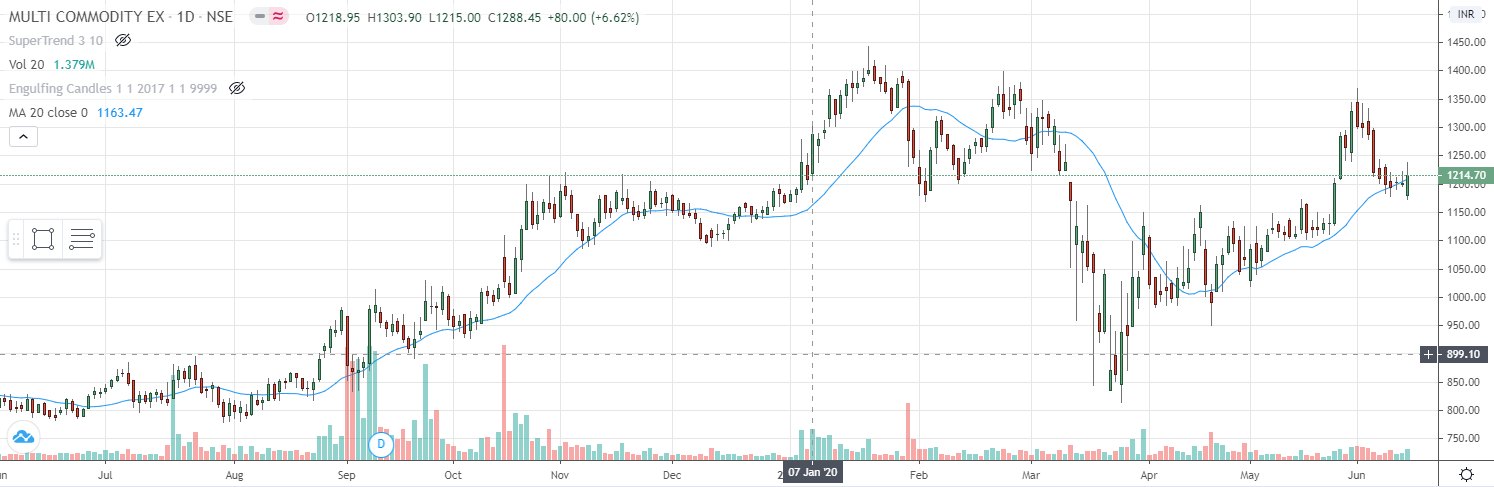 MULTI COMMODITY EX · 1D · NSE O1218.95 H1303.90 L1215.00 C1288.45 +80.00 (+6.62%)
SuperTrend 3 10
Vol 20 1.379M
Engulfing Candles 1 1 2017 1 1 9999
MA 20 close 0 1163.47
INR
1450.00
1400.00
1350.00
1300.00
1250.00
1214.70
1200.00
1150.00
1100.00
1050.00
1000.00
950.00
899.10
850.00
800.00
750.00
D
Jul Aug Sep Oct Nov Dec 07 Jan '20 Feb Mar Apr May Jun